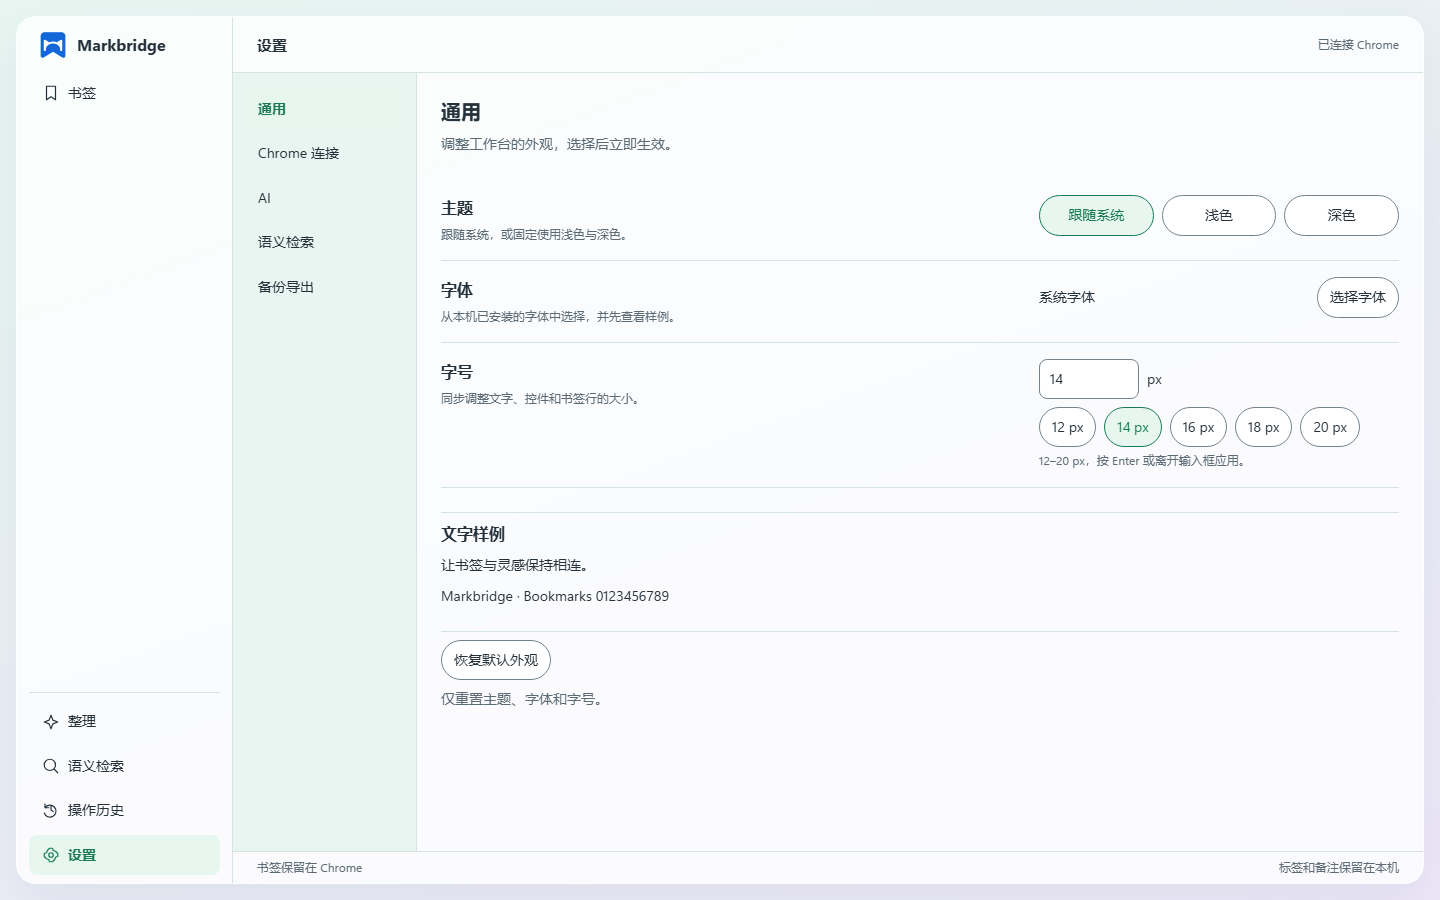 Markbridge
书签
整理
语义检索
操作历史
设置
设置
已连接 Chrome
通用
Chrome 连接
AI
语义检索
备份导出
通用
调整工作台的外观，选择后立即生效。
主题
跟随系统，或固定使用浅色与深色。
跟随系统
浅色
深色
字体
从本机已安装的字体中选择，并先查看样例。
系统字体
选择字体
字号
同步调整文字、控件和书签行的大小。
14 px
12 px
14 px
16 px
18 px
20 px
12–20 px，按 Enter 或离开输入框应用。
文字样例
让书签与灵感保持相连。
Markbridge · Bookmarks 0123456789
恢复默认外观
仅重置主题、字体和字号。
书签保留在 Chrome
标签和备注保留在本机